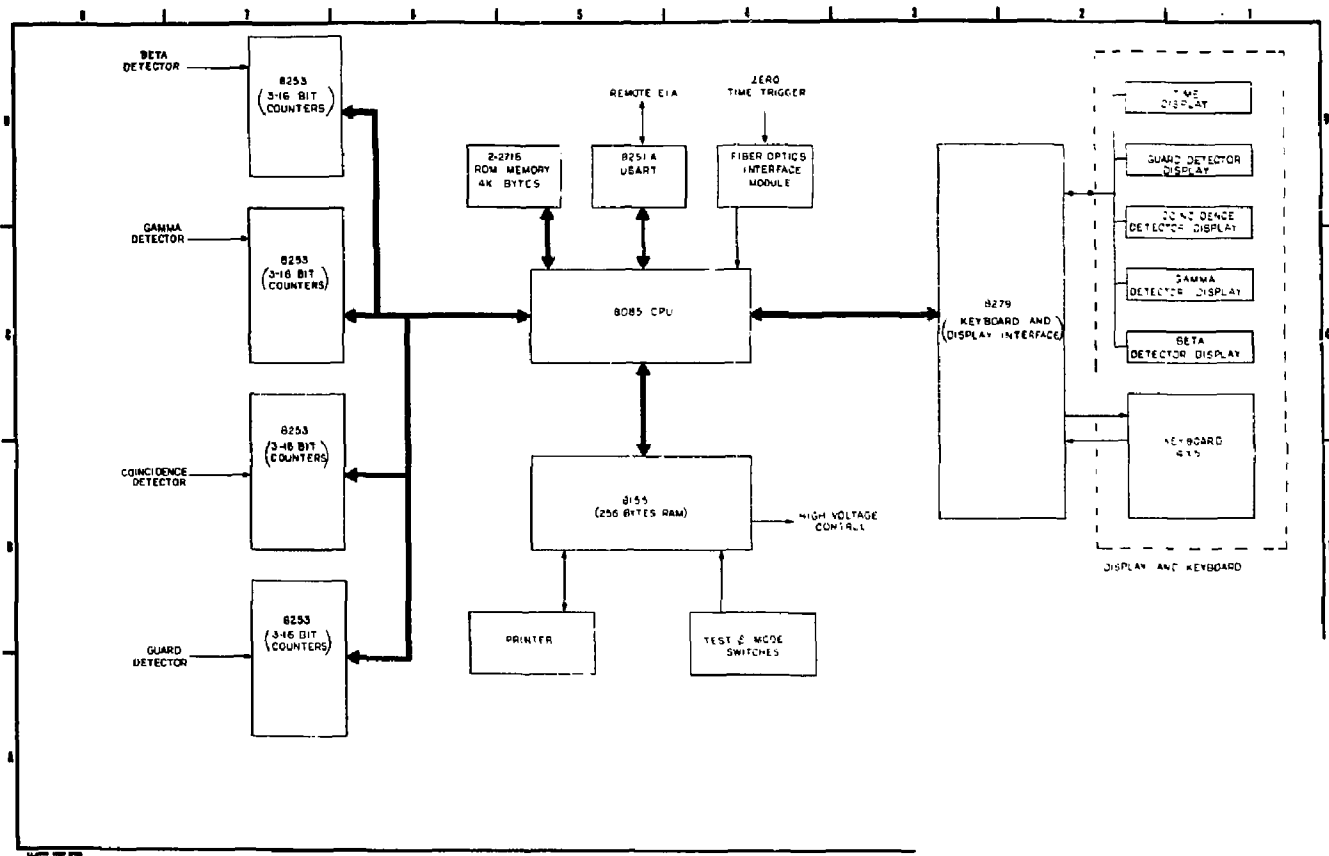 BETA
DETECTOR
8253
(3-16 BIT
COUNTERS)
GAMMA
DETECTOR
8253
(3-16 BIT
COUNTERS)
COINCIDENCE
DETECTOR
8253
(3-16 BIT
COUNTERS)
GUARD
DETECTOR
8253
(3-16 BIT
COUNTERS)
REMOTE EIA
ZERO
TIME TRIGGER
2-2716
ROM MEMORY
4K BYTES
8251A
USART
FIBER OPTICS
INTERFACE
MODULE
8085 CPU
8155
(256 BYTES RAM)
HIGH VOLTAGE
CONTROL
PRINTER
TEST & MODE
SWITCHES
8279
(KEYBOARD AND
DISPLAY INTERFACE)
TIME
DISPLAY
GUARD DETECTOR
DISPLAY
COINCIDENCE
DETECTOR DISPLAY
GAMMA
DETECTOR DISPLAY
BETA
DETECTOR DISPLAY
KEYBOARD
4X5
DISPLAY AND KEYBOARD